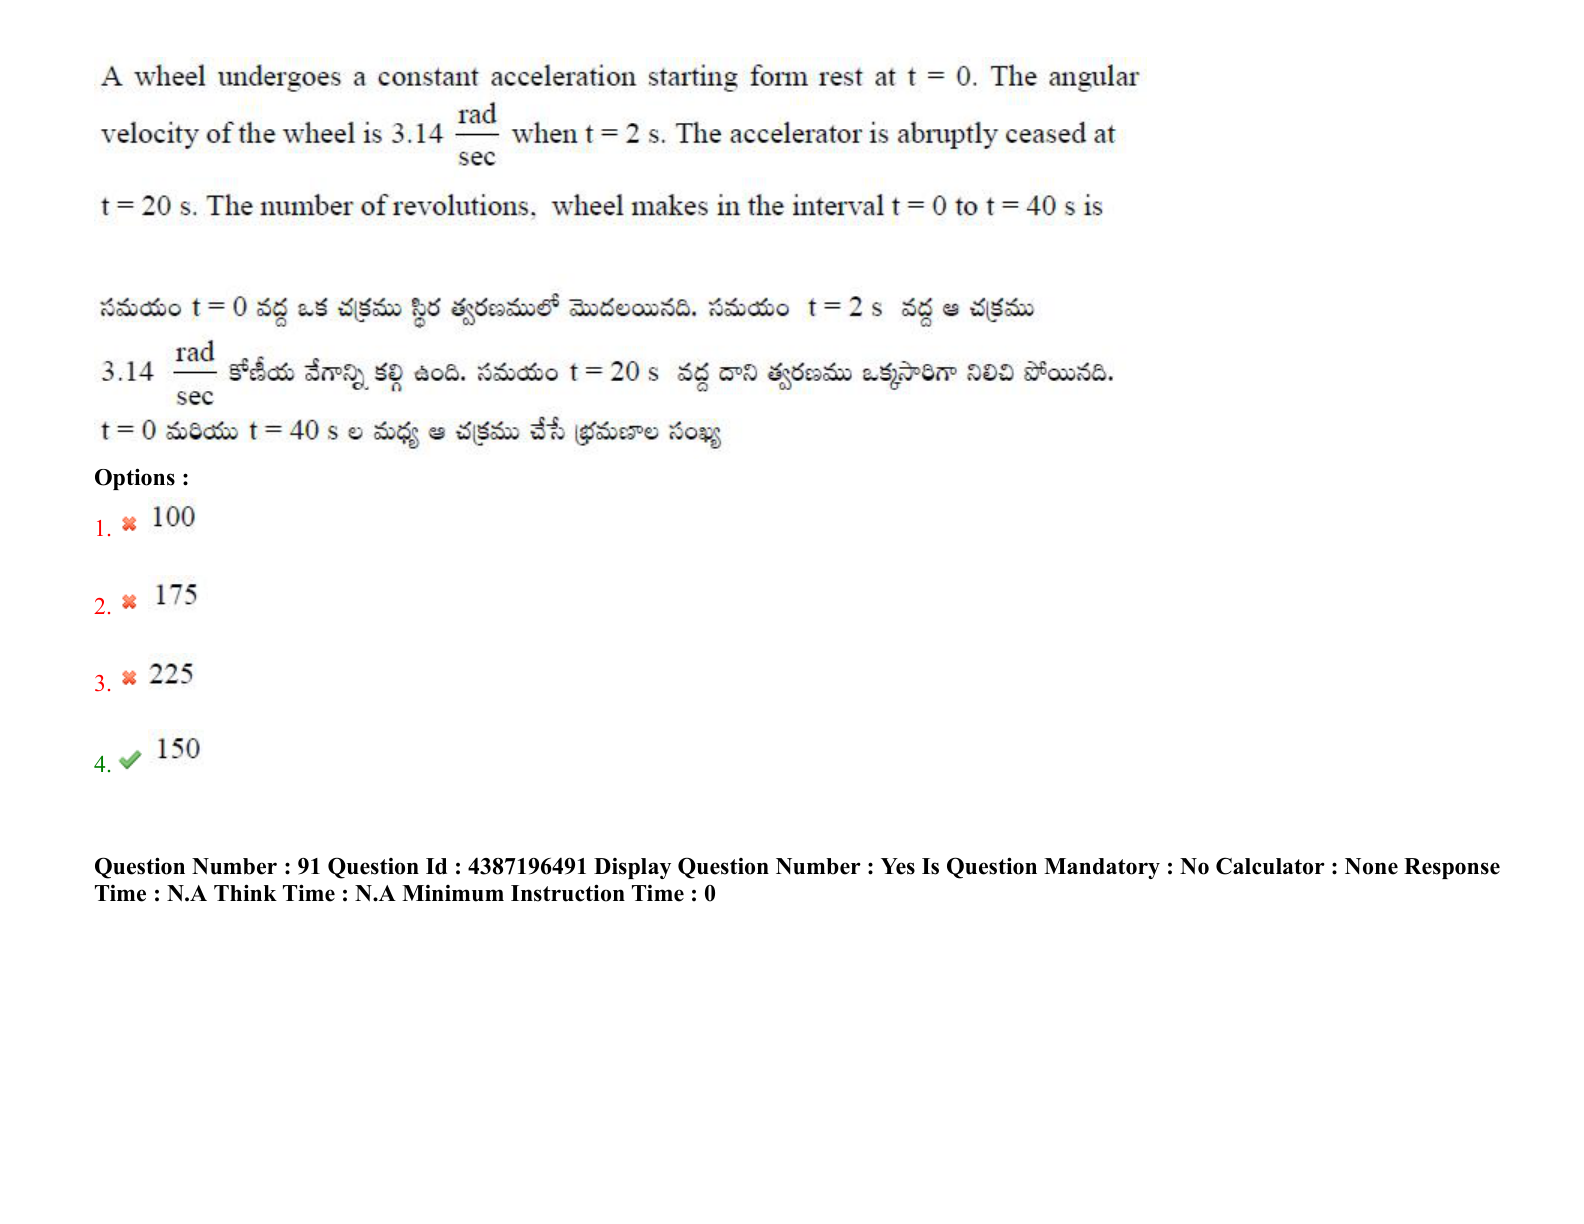 A wheel undergoes a constant acceleration starting form rest at t = 0. The angular
velocity of the wheel is 3.14 rad/sec when t = 2 s. The accelerator is abruptly ceased at
t = 20 s. The number of revolutions, wheel makes in the interval t = 0 to t = 40 s is
సమయం t = 0 వద్ద ఒక చక్రము స్థిర త్వరణములో మొదలయినది. సమయం t = 2 s వద్ద ఆ చక్రము
3.14 rad/sec కోణీయ వేగాన్ని కల్గి ఉంది. సమయం t = 20 s వద్ద దాని త్వరణము ఒక్కసారిగా నిలిచి పోయినది.
t = 0 మరియు t = 40 s ల మధ్య ఆ చక్రము చేసే భ్రమణాల సంఖ్య
Options :
1. 100
2. 175
3. 225
4. 150
Question Number : 91 Question Id : 4387196491 Display Question Number : Yes Is Question Mandatory : No Calculator : None Response
Time : N.A Think Time : N.A Minimum Instruction Time : 0